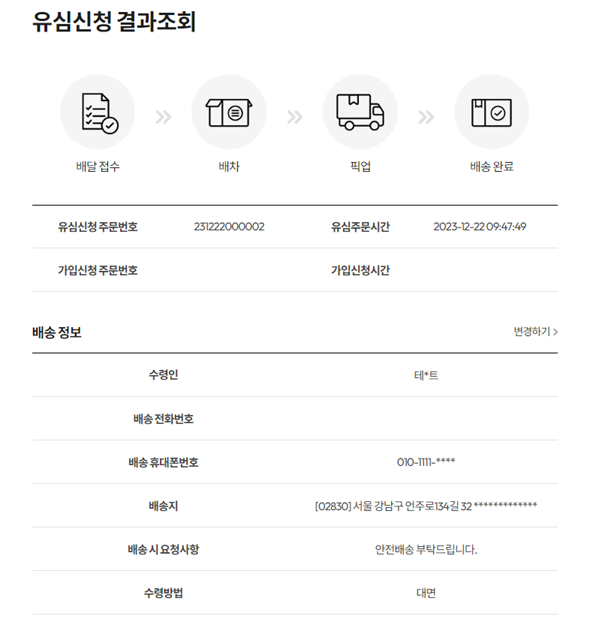 유심신청 결과조회
배달 접수 배차 픽업 배송 완료
유심신청 주문번호 231222000002 유심주문시간 2023-12-22 09:47:49
가입신청 주문번호 가입신청시간
배송 정보 변경하기
수령인 테*트
배송 전화번호
배송 휴대폰번호 010-1111-****
배송지 [02830] 서울 강남구 언주로134길 32 *************
배송 시 요청사항 안전배송 부탁드립니다.
수령방법 대면